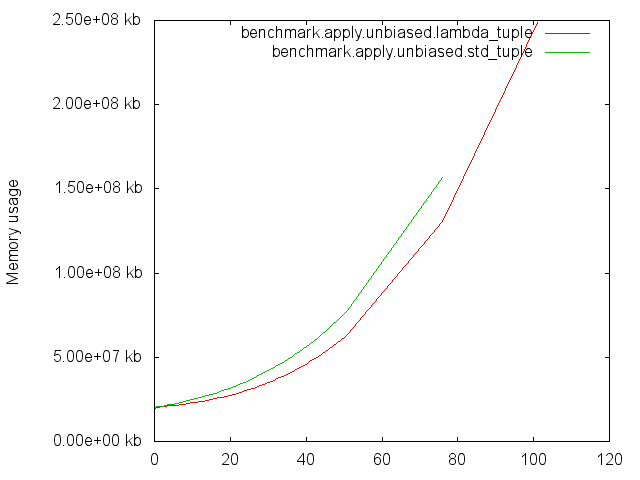 2.50e+08 kb
benchmark.apply.unbiased.lambda_tuple
benchmark.apply.unbiased.std_tuple
2.00e+08 kb
1.50e+08 kb
Memory usage
1.00e+08 kb
5.00e+07 kb
0.00e+00 kb
0 20 40 60 80 100 120